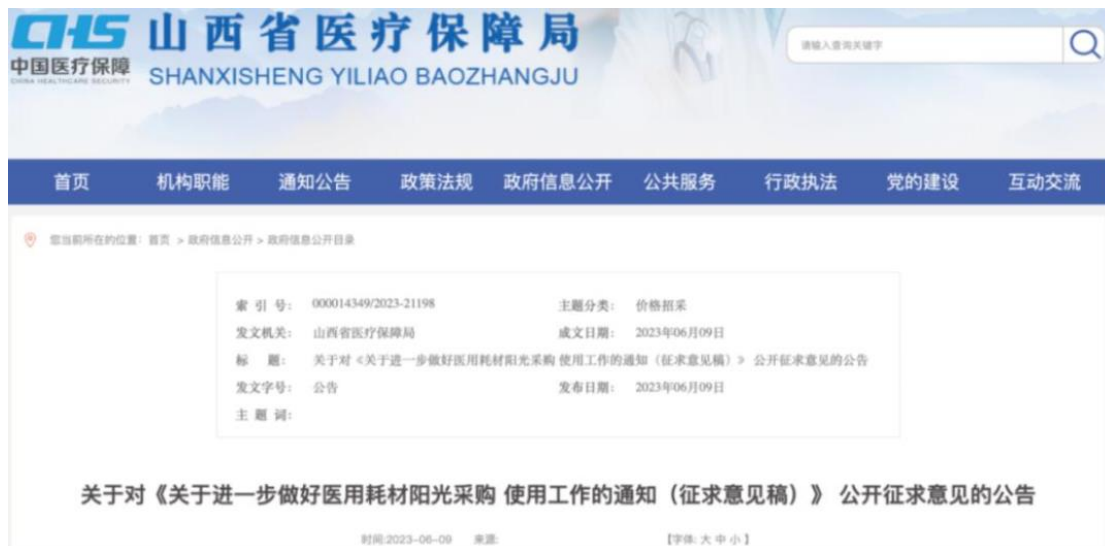 CHS 山西省医疗保障局
中国医疗保障 SHANXISHENG YILIAO BAOZHANGJU
CHINA HEALTHCARE SECURITY
请输入查询关键字
首页 机构职能 通知公告 政策法规 政府信息公开 公共服务 行政执法 党的建设 互动交流
您当前所在的位置：首页 > 政府信息公开 > 政府信息公开目录
索 引 号： 000014349/2023-21198 主题分类： 价格招采
发文机关： 山西省医疗保障局 成文日期： 2023年06月09日
标 题： 关于对《关于进一步做好医用耗材阳光采购 使用工作的通知（征求意见稿）》 公开征求意见的公告
发文字号： 公告 发布日期： 2023年06月09日
主 题 词：
关于对《关于进一步做好医用耗材阳光采购 使用工作的通知（征求意见稿）》 公开征求意见的公告
时间:2023-06-09 来源: 【字体: 大 中 小 】